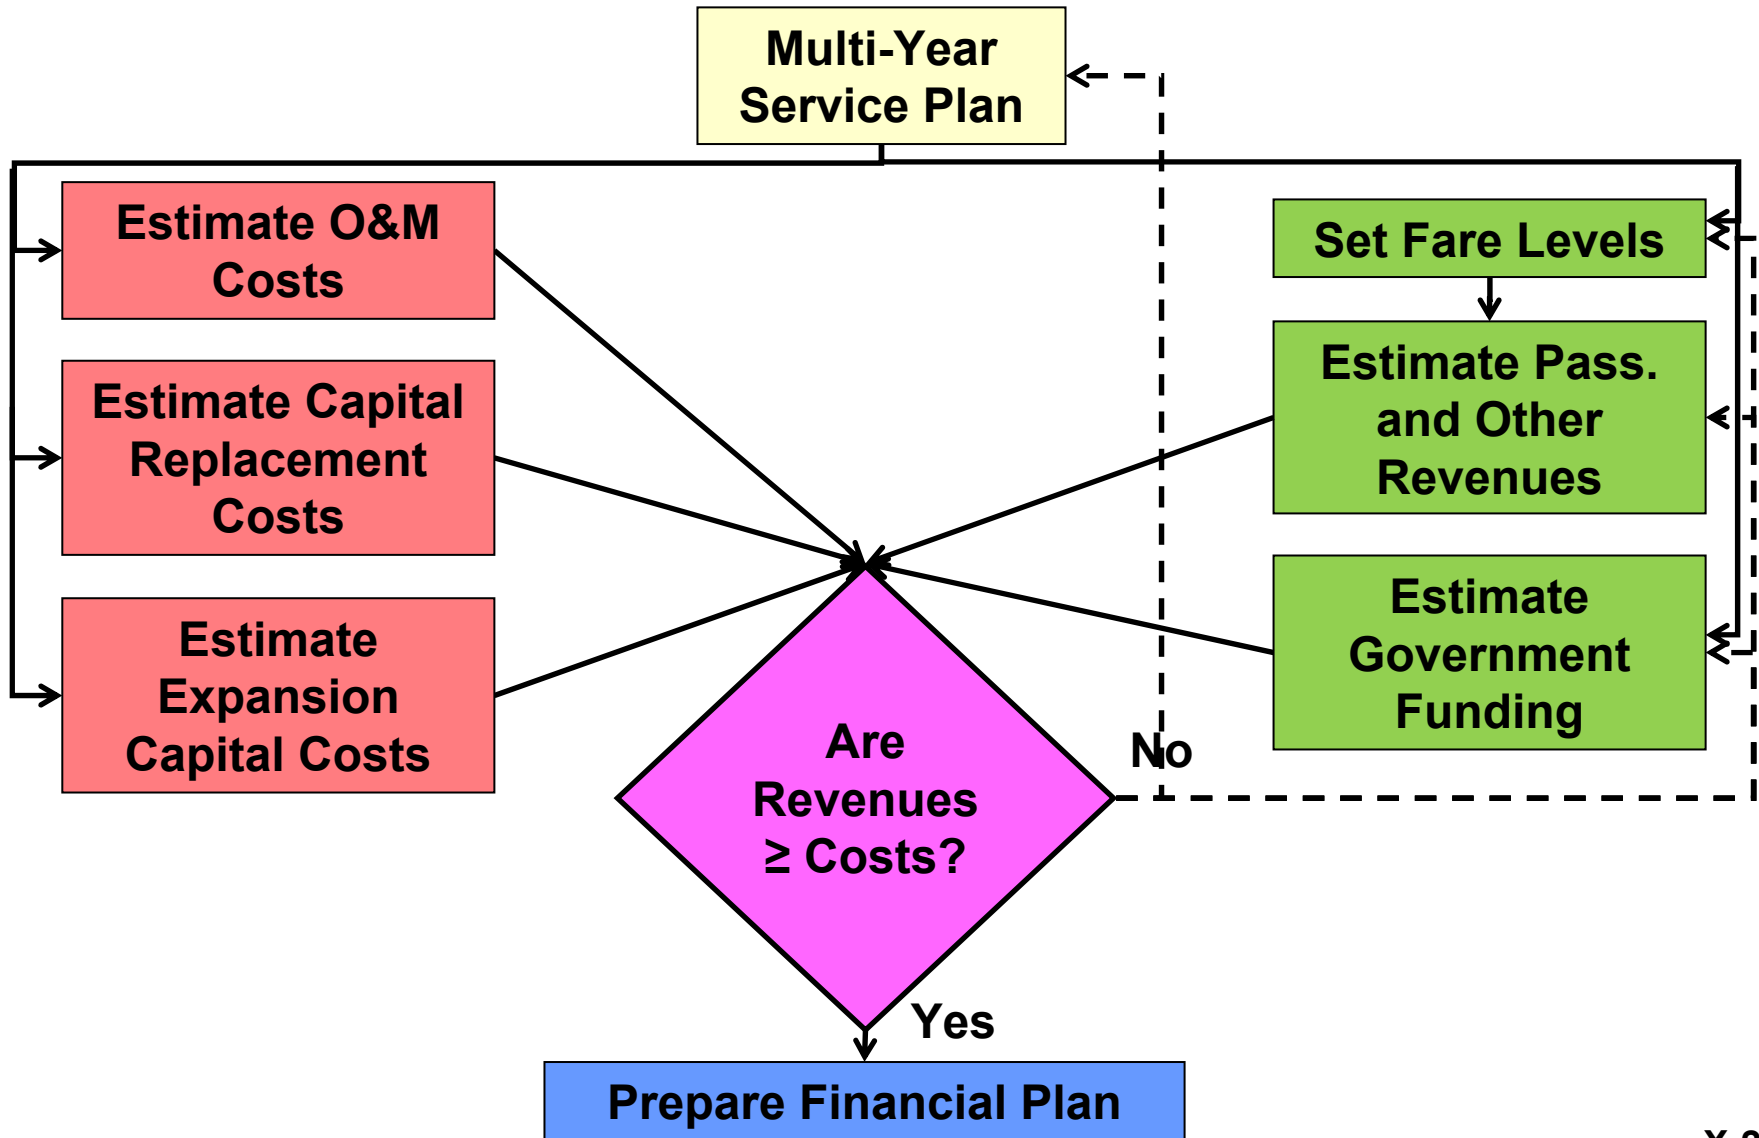 Multi-Year
Service Plan
Estimate O&M
Costs
Set Fare Levels
Estimate Capital
Replacement
Costs
Estimate Pass.
and Other
Revenues
Estimate
Expansion
Capital Costs
Estimate
Government
Funding
Are
Revenues
≥ Costs?
No
Yes
Prepare Financial Plan